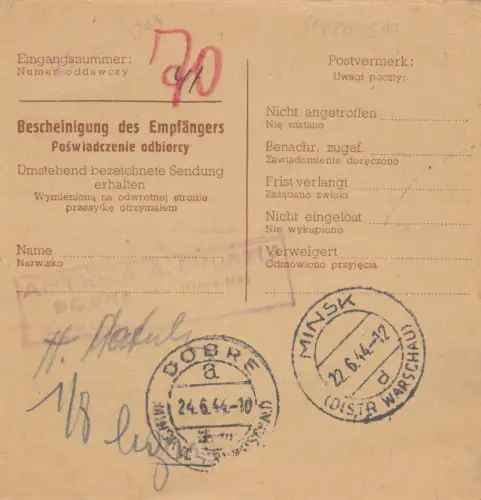 70
41
Eingangsnummer:
Numer oddawczy
Bescheinigung des Empfängers
Poświadczenie odbiorcy
Umstehend bezeichnete Sendung
erhalten
Wymienioną na odwrotnej stronie
przesyłkę otrzymałem
Name
Nazwisko
Postvermerk:
Uwagi poczty:
Nicht angetroffen
Nie zastano
Benachr. zugef.
Zawiadomienie doręczono
Frist verlangt
Zażądano zwłoki
Nicht eingelöst
Nie wykupiono
Verweigert
Odmówiono przyjęcia
DOBRE
a
24.6.44-10
MINSK
22.6.44-12
d
(DISTR WARSCHAU)